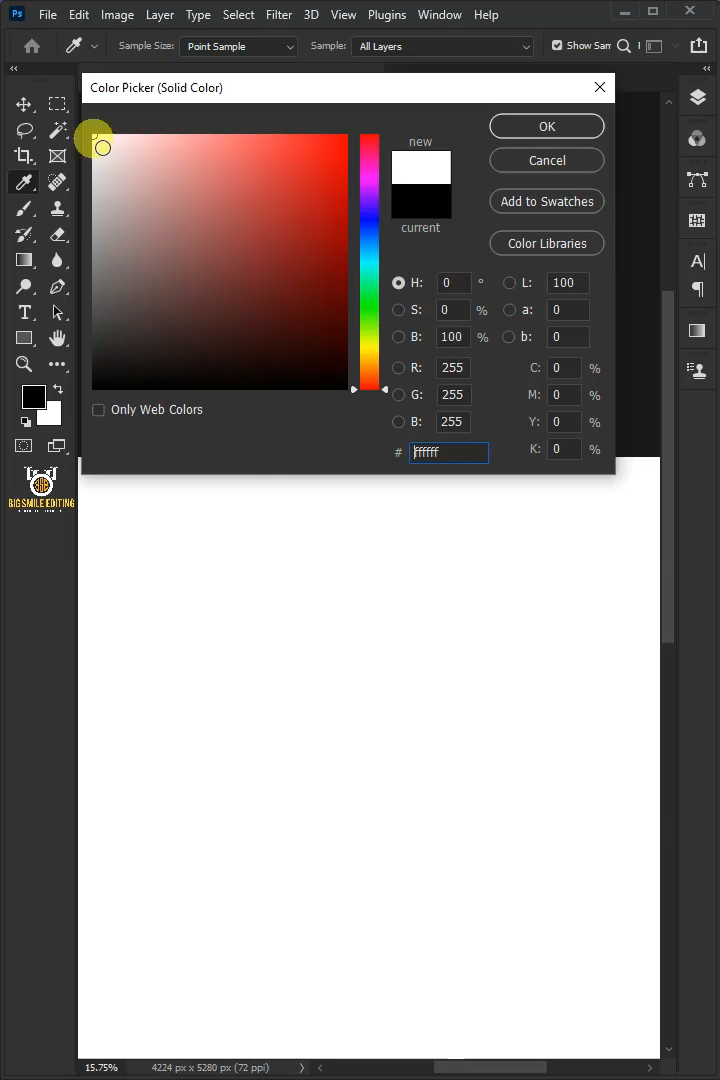 Ps File Edit Image Layer Type Select Filter 3D View Plugins Window Help
Sample Size: Point Sample Sample: All Layers Show Sam
Color Picker (Solid Color)
new
current
OK
Cancel
Add to Swatches
Color Libraries
H: 0 ° L: 100
S: 0 % a: 0
B: 100 % b: 0
R: 255 C: 0 %
G: 255 M: 0 %
B: 255 Y: 0 %
# ffffff K: 0 %
Only Web Colors
BIG SMILE EDITING
15.75% 4224 px x 5280 px (72 ppi)